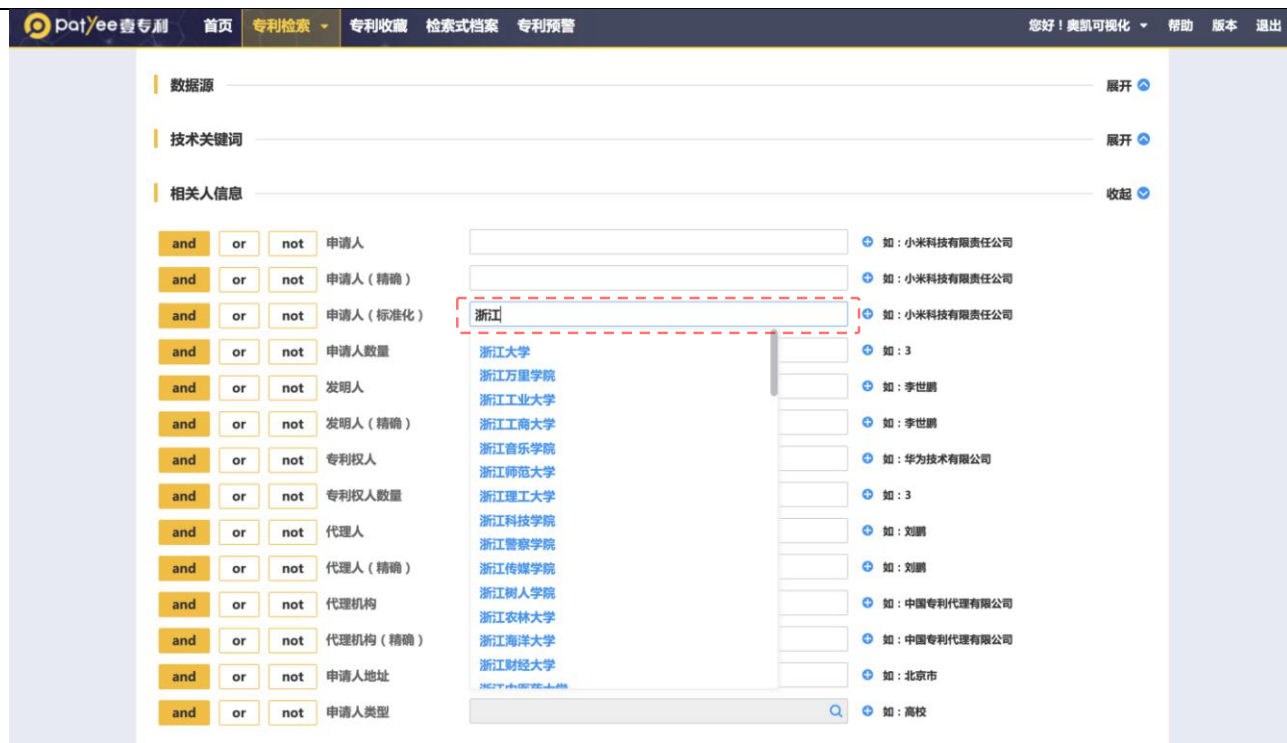 patyee壹专利 首页 专利检索 专利收藏 检索式档案 专利预警 您好！奥凯可视化 帮助 版本 退出
数据源 展开
技术关键词 展开
相关人信息 收起
and or not 申请人 如：小米科技有限责任公司
and or not 申请人（精确） 如：小米科技有限责任公司
and or not 申请人（标准化） 浙江 如：小米科技有限责任公司
and or not 申请人数量 浙江大学 如：3
浙江万里学院
and or not 发明人 浙江工业大学 如：李世鹏
and or not 发明人（精确） 浙江工商大学 如：李世鹏
浙江音乐学院
and or not 专利权人 浙江师范大学 如：华为技术有限公司
and or not 专利权人数量 浙江理工大学 如：3
浙江科技学院
and or not 代理人 浙江警察学院 如：刘鹏
and or not 代理人（精确） 浙江传媒学院 如：刘鹏
浙江树人学院
and or not 代理机构 浙江农林大学 如：中国专利代理有限公司
and or not 代理机构（精确） 浙江海洋大学 如：中国专利代理有限公司
and or not 申请人地址 浙江财经大学 如：北京市
浙江中医药大学
and or not 申请人类型 如：高校